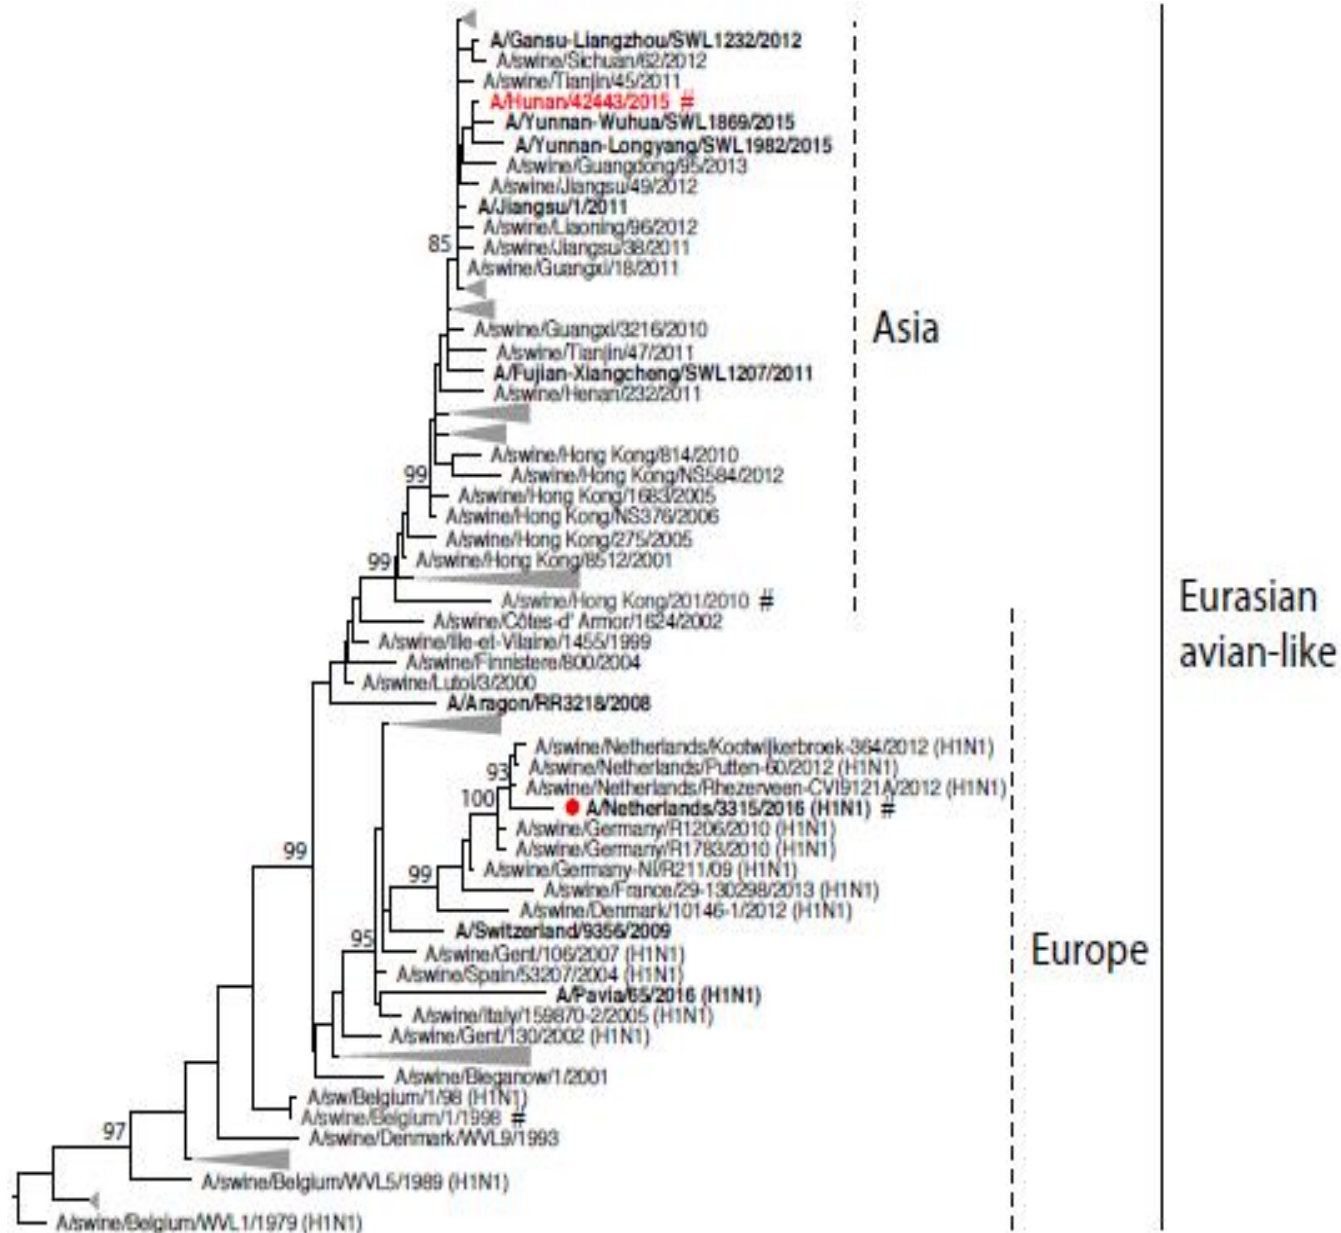 A/Gansu-Liangzhou/SWL1232/2012
A/swine/Sichuan/62/2012
A/swine/Tianjin/45/2011
A/Hunan/42443/2015 #
A/Yunnan-Wuhua/SWL1869/2015
A/Yunnan-Longyang/SWL1982/2015
A/swine/Guangdong/95/2013
A/swine/Jiangsu/49/2012
A/Jiangsu/1/2011
A/swine/Liaoning/96/2012
A/swine/Jiangsu/38/2011
85
A/swine/Guangxi/18/2011
Asia
A/swine/Guangxi/3216/2010
A/swine/Tianjin/47/2011
A/Fujian-Xiangcheng/SWL1207/2011
A/swine/Henan/232/2011
A/swine/Hong Kong/814/2010
A/swine/Hong Kong/NS584/2012
99
A/swine/Hong Kong/1683/2005
A/swine/Hong Kong/NS376/2006
A/swine/Hong Kong/275/2005
A/swine/Hong Kong/8512/2001
99
A/swine/Hong Kong/201/2010 #
Eurasian
avian-like
A/swine/Côtes-d' Armor/1624/2002
A/swine/Ille-et-Vilaine/1455/1999
A/swine/Finnistere/800/2004
A/swine/Lutol/3/2000
A/Aragon/RR3218/2008
A/swine/Netherlands/Kootwijkerbroek-364/2012 (H1N1)
A/swine/Netherlands/Putten-60/2012 (H1N1)
93
A/swine/Netherlands/Rhezerveen-CVI9121A/2012 (H1N1)
100
A/Netherlands/3315/2016 (H1N1) #
A/swine/Germany/R1206/2010 (H1N1)
A/swine/Germany/R1783/2010 (H1N1)
99
A/swine/Germany-NI/R211/09 (H1N1)
99
A/swine/France/29-130298/2013 (H1N1)
A/swine/Denmark/10146-1/2012 (H1N1)
A/Switzerland/9356/2009
95
A/swine/Gent/106/2007 (H1N1)
Europe
A/swine/Spain/53207/2004 (H1N1)
A/Pavia/65/2016 (H1N1)
A/swine/Italy/159870-2/2005 (H1N1)
A/swine/Gent/130/2002 (H1N1)
A/swine/Bieganow/1/2001
A/sw/Belgium/1/98 (H1N1)
A/swine/Belgium/1/1998 #
97
A/swine/Denmark/WVL9/1993
A/swine/Belgium/WVL5/1989 (H1N1)
A/swine/Belgium/WVL1/1979 (H1N1)